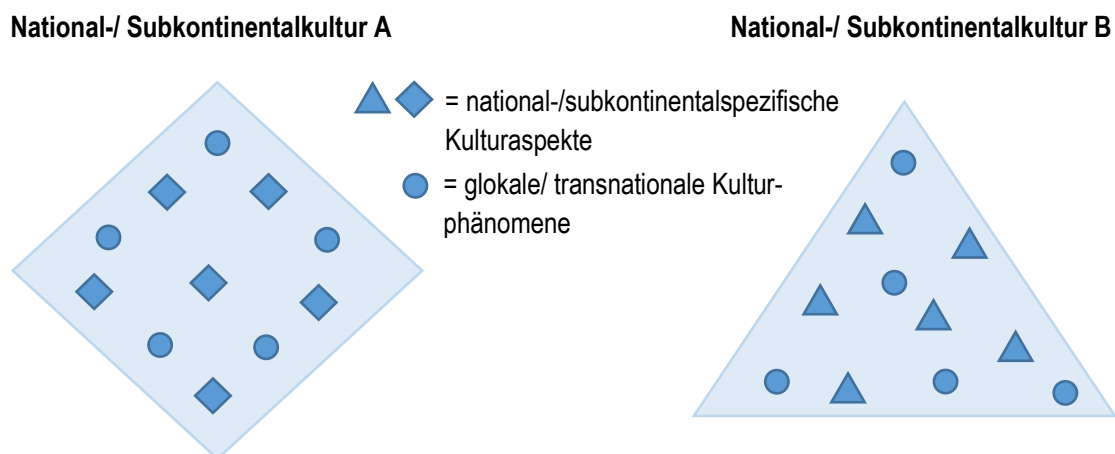 National-/ Subkontinentalkultur A
National-/ Subkontinentalkultur B
= national-/subkontinentalspezifische
Kulturaspekte
= glokale/ transnationale Kultur-
phänomene